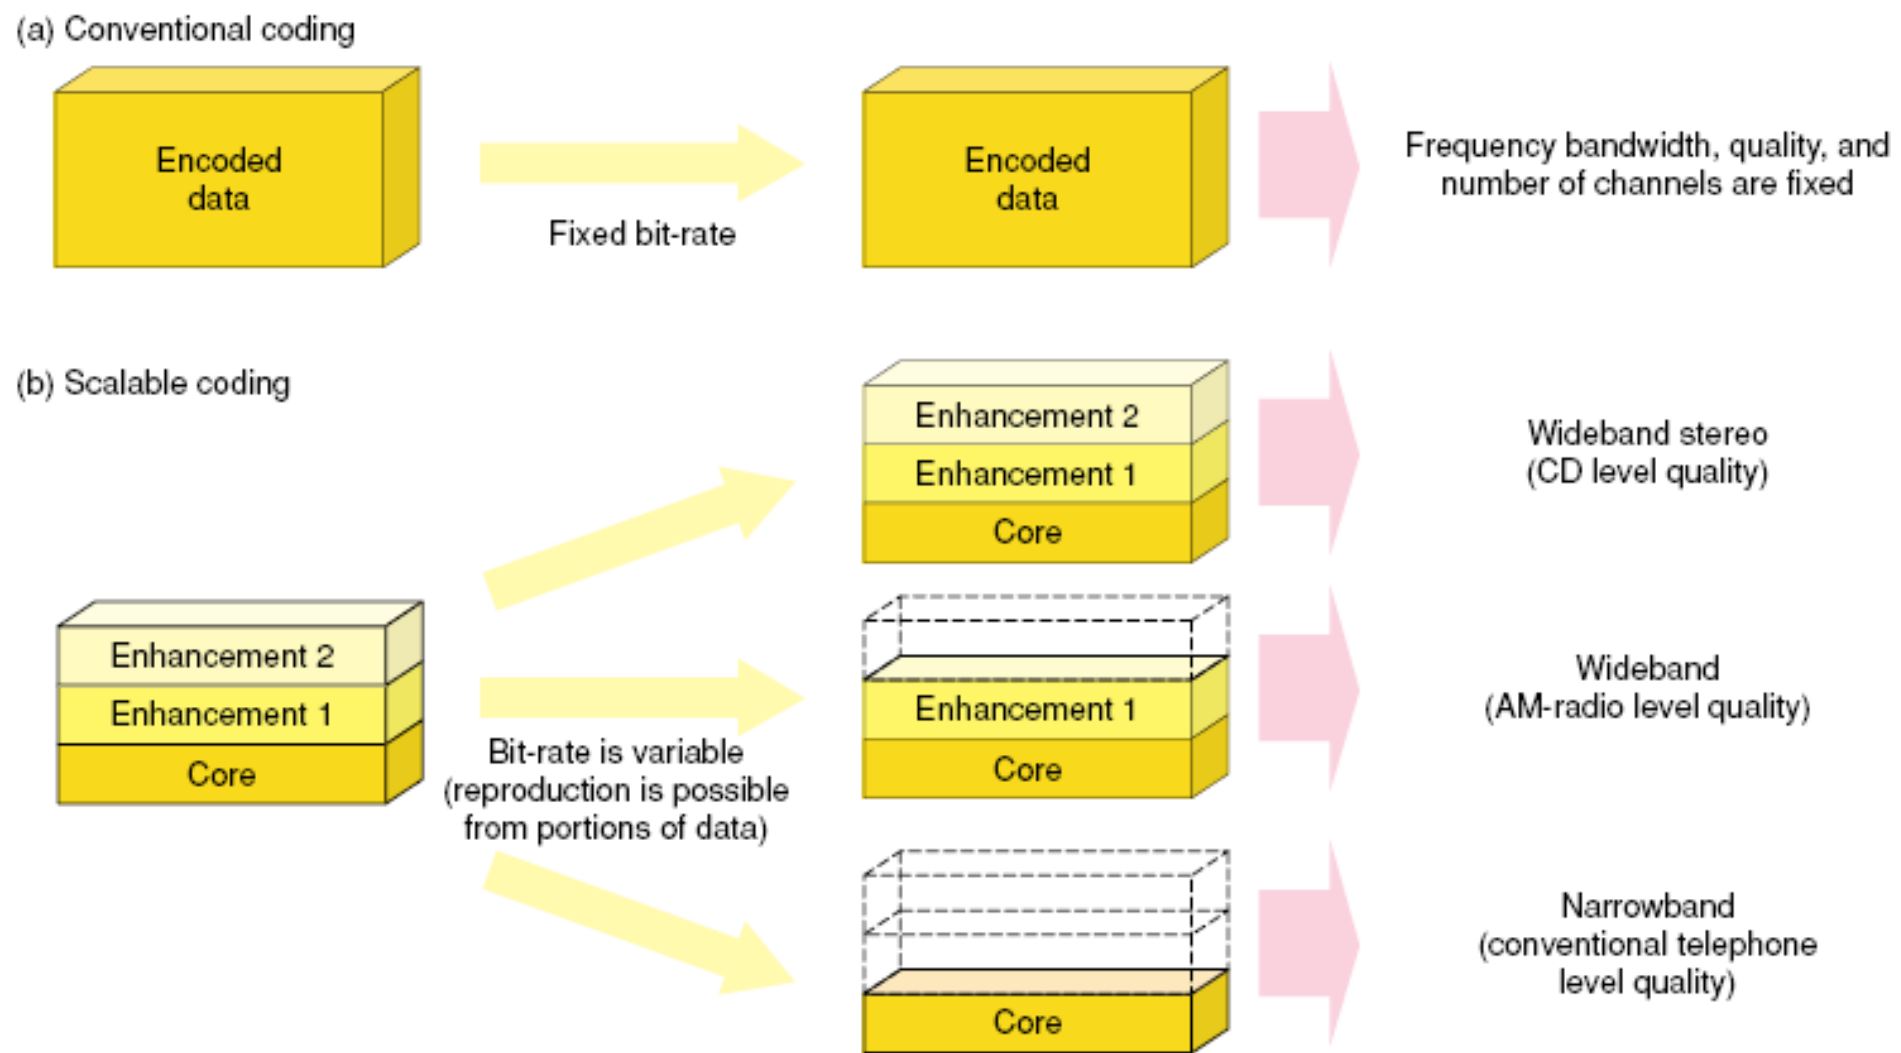 (a) Conventional coding
Encoded
data
Fixed bit-rate
Encoded
data
Frequency bandwidth, quality, and
number of channels are fixed
(b) Scalable coding
Enhancement 2
Enhancement 1
Core
Bit-rate is variable
(reproduction is possible
from portions of data)
Enhancement 2
Enhancement 1
Core
Wideband stereo
(CD level quality)
Enhancement 1
Core
Wideband
(AM-radio level quality)
Core
Narrowband
(conventional telephone
level quality)